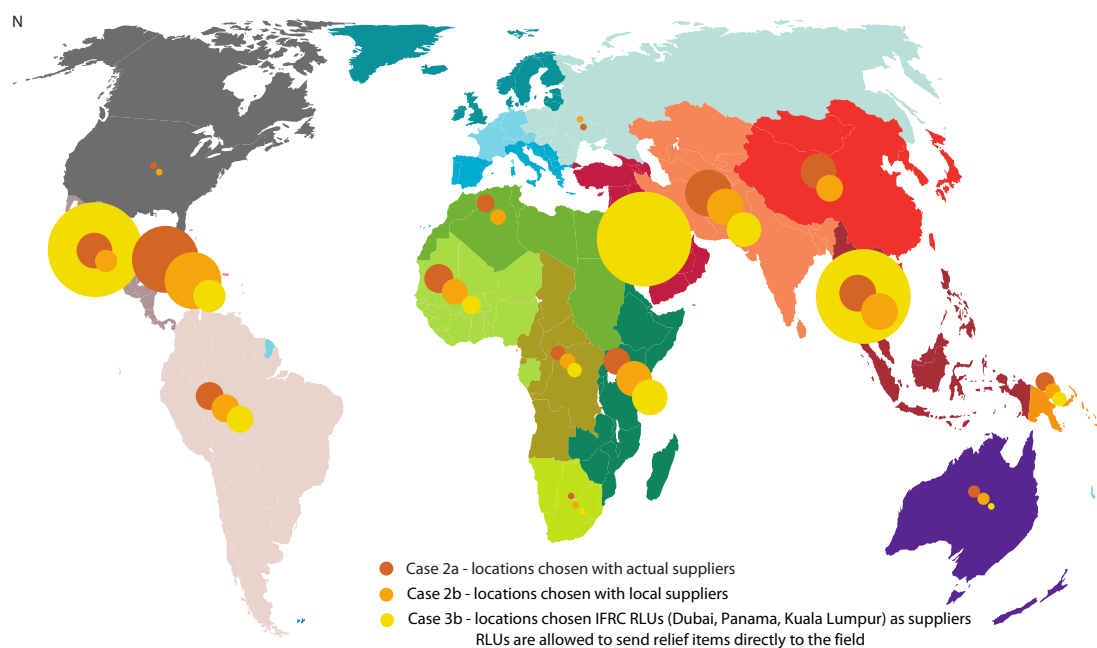 N
Case 2a - locations chosen with actual suppliers
Case 2b - locations chosen with local suppliers
Case 3b - locations chosen IFRC RLUs (Dubai, Panama, Kuala Lumpur) as suppliers
RLUs are allowed to send relief items directly to the field